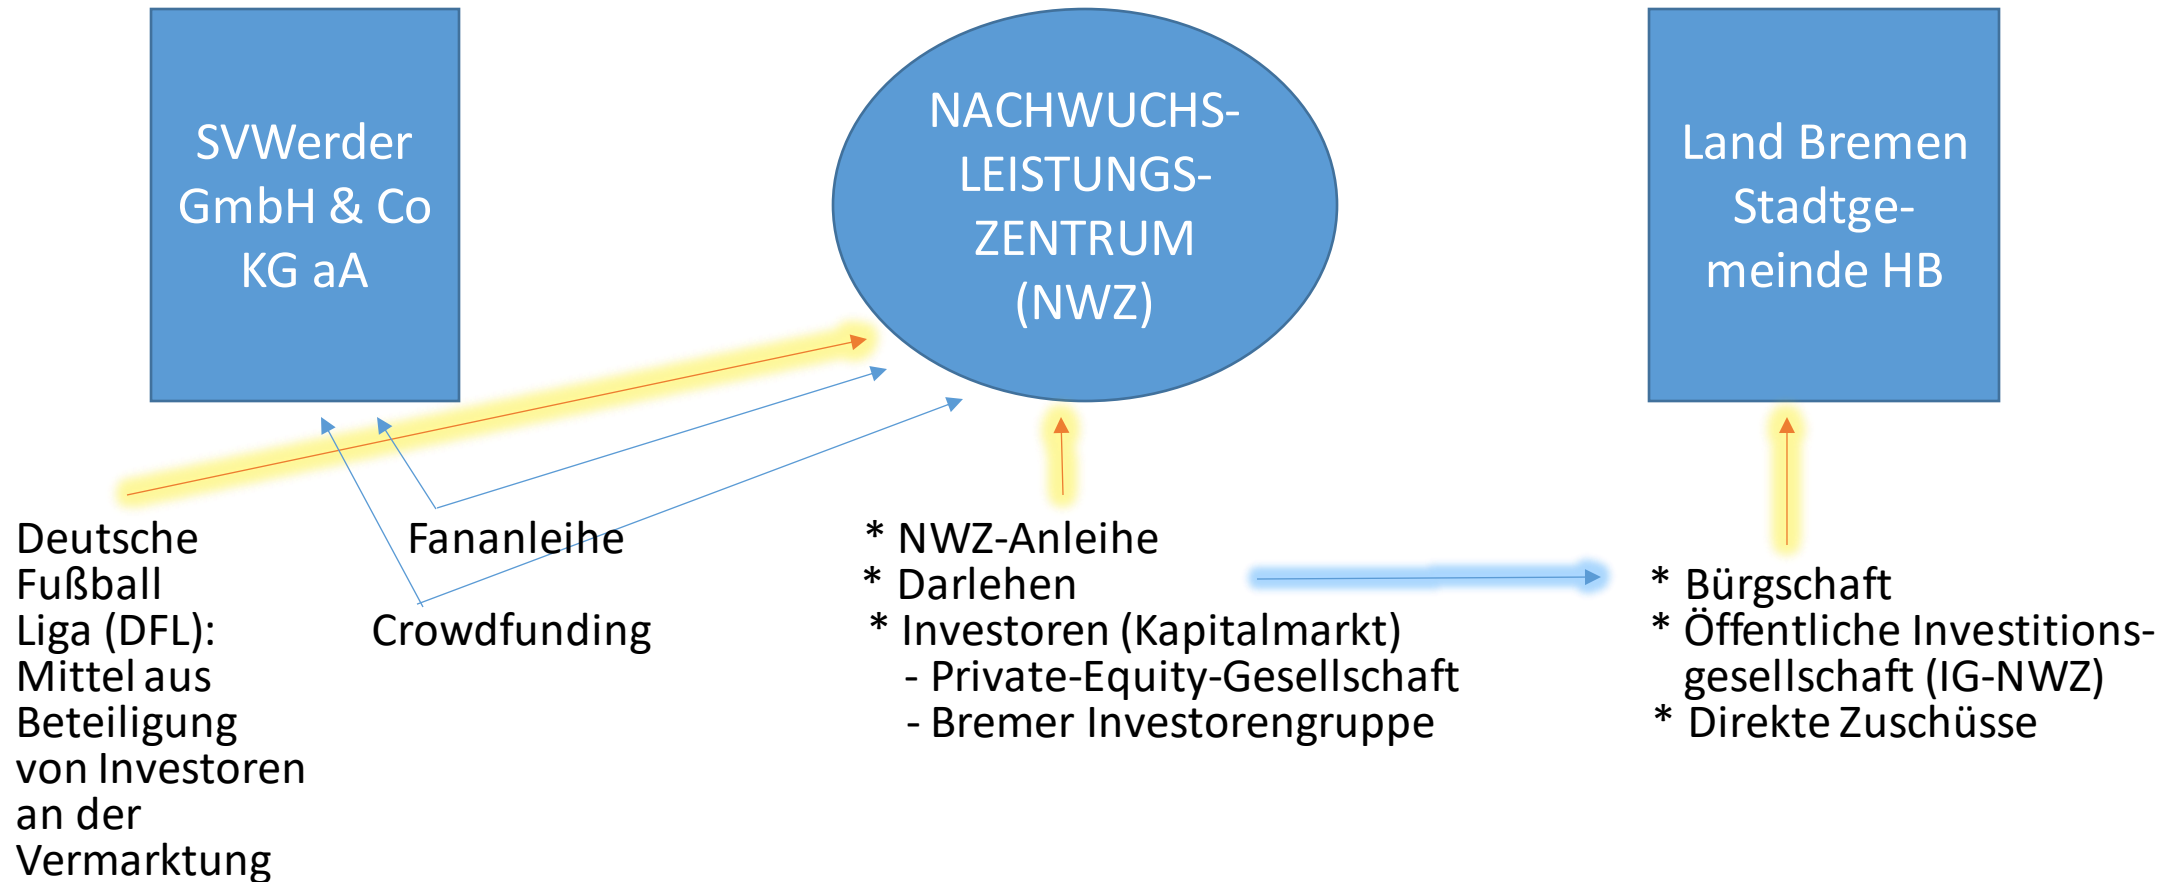 SVWerder
GmbH & Co
KG aA
NACHWUCHS-
LEISTUNGS-
ZENTRUM
(NWZ)
Land Bremen
Stadtge-
meinde HB
Deutsche
Fußball
Liga (DFL):
Mittel aus
Beteiligung
von Investoren
an der
Vermarktung
Fananleihe
Crowdfunding
* NWZ-Anleihe
* Darlehen
* Investoren (Kapitalmarkt)
- Private-Equity-Gesellschaft
- Bremer Investorengruppe
* Bürgschaft
* Öffentliche Investitions-
gesellschaft (IG-NWZ)
* Direkte Zuschüsse